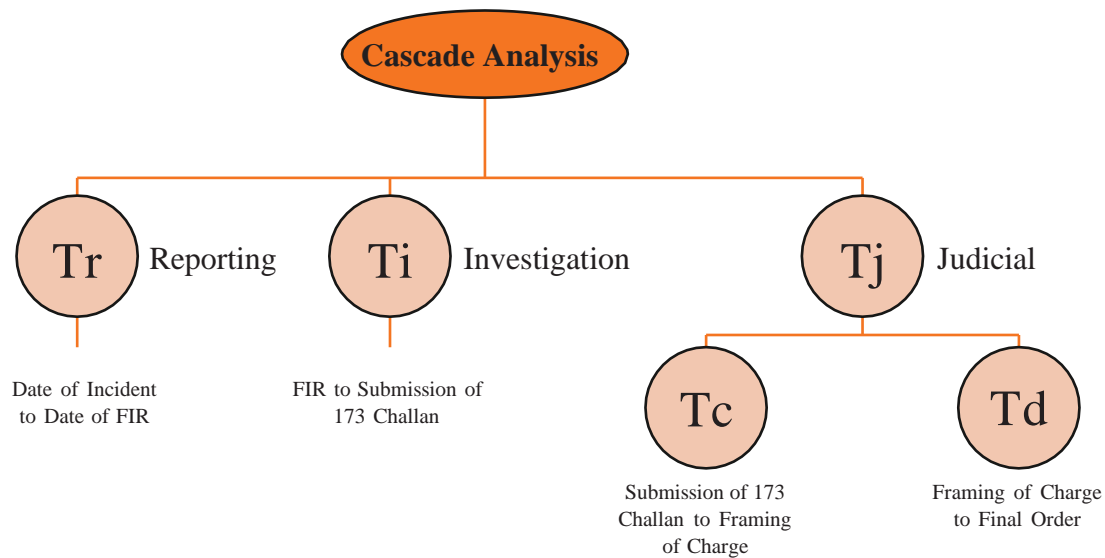 Cascade Analysis
Tr
Reporting
Ti
Investigation
Tj
Judicial
Date of Incident
to Date of FIR
FIR to Submission of
173 Challan
Tc
Td
Submission of 173
Challan to Framing
of Charge
Framing of Charge
to Final Order